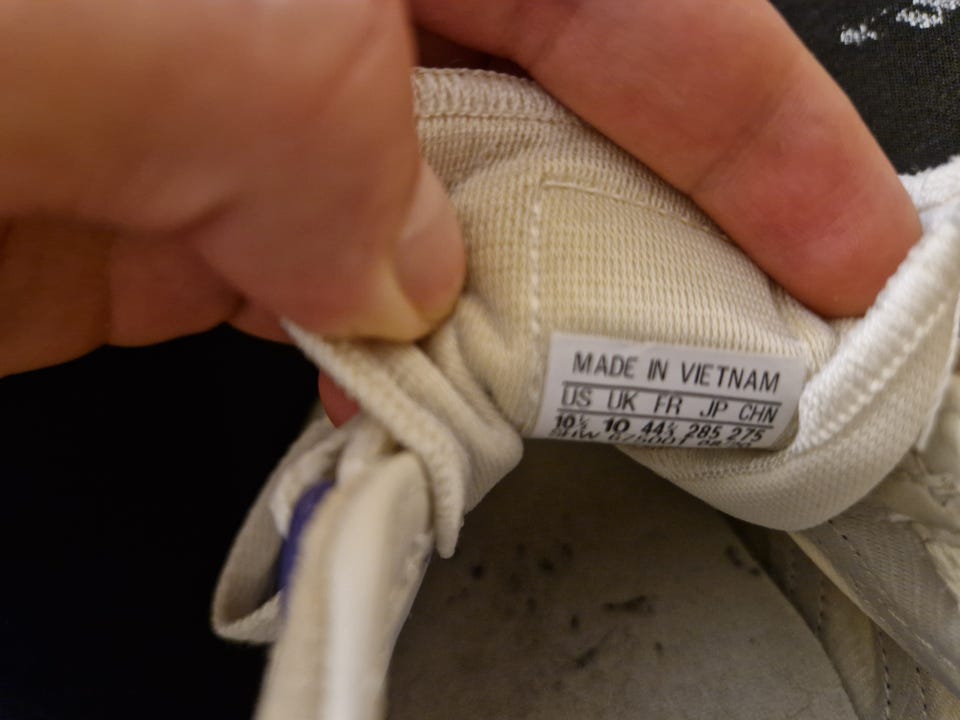 MADE IN VIETNAM
US UK FR JP CHN
10½ 10 44⅔ 285 275